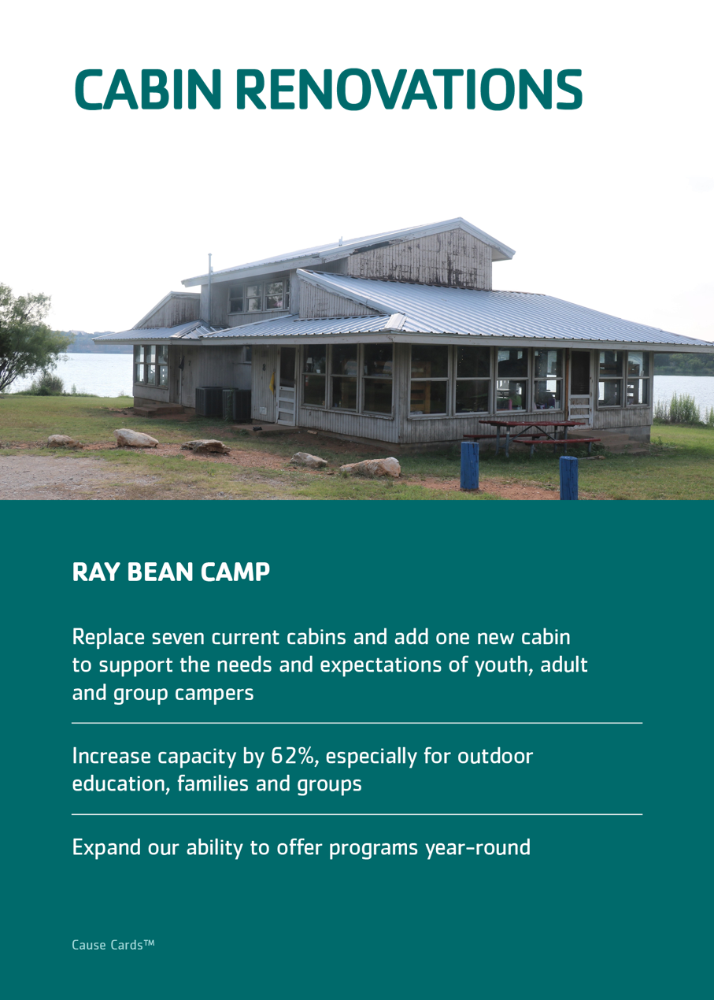 CABIN RENOVATIONS
RAY BEAN CAMP
Replace seven current cabins and add one new cabin
to support the needs and expectations of youth, adult
and group campers
Increase capacity by 62%, especially for outdoor
education, families and groups
Expand our ability to offer programs year-round
Cause Cards™